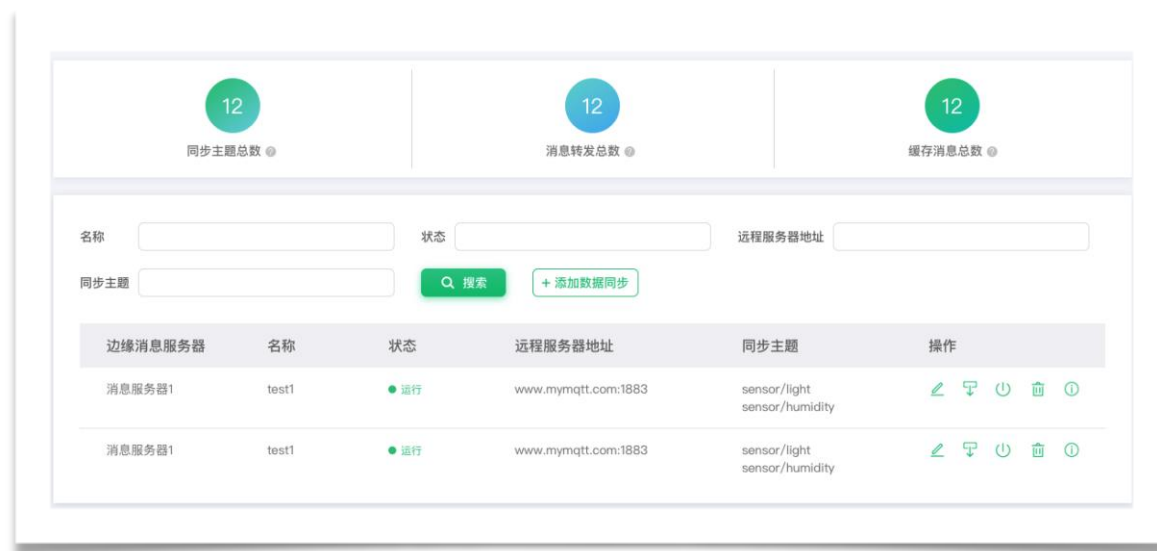 12
12
12
同步主题总数
消息转发总数
缓存消息总数
名称
状态
远程服务器地址
同步主题
搜索
+ 添加数据同步
边缘消息服务器 名称 状态 远程服务器地址 同步主题 操作
消息服务器1 test1 运行 www.mymqtt.com:1883 sensor/light
sensor/humidity
消息服务器1 test1 运行 www.mymqtt.com:1883 sensor/light
sensor/humidity